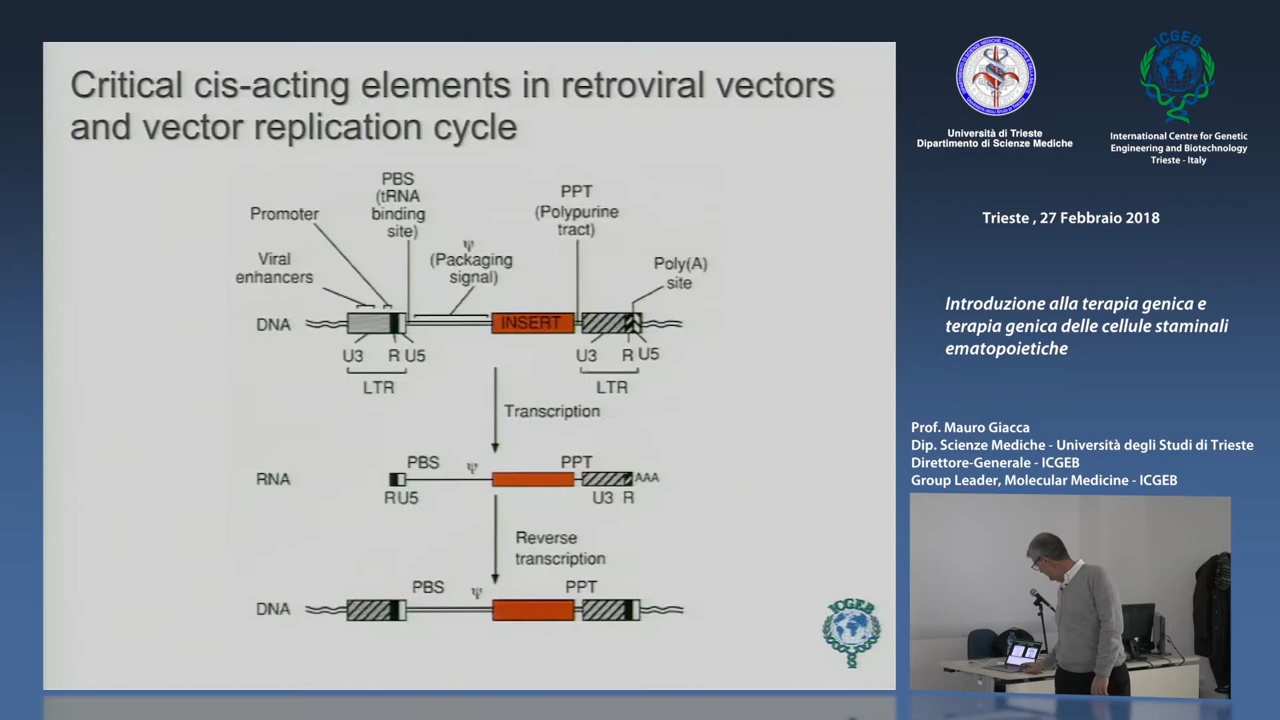 Critical cis-acting elements in retroviral vectors
and vector replication cycle
PBS
(tRNA
binding
site)
PPT
(Polypurine
tract)
Promoter
Viral
enhancers
ψ
(Packaging
signal)
Poly(A)
site
DNA
INSERT
U3 R U5
U3 R U5
LTR
LTR
Transcription
RNA
PBS
ψ
PPT
AAA
R U5
U3 R
Reverse
transcription
DNA
PBS
ψ
PPT
ICGEB
Università di Trieste
Dipartimento di Scienze Mediche
ICGEB
International Centre for Genetic
Engineering and Biotechnology
Trieste - Italy
Trieste , 27 Febbraio 2018
Introduzione alla terapia genica e
terapia genica delle cellule staminali
ematopoietiche
Prof. Mauro Giacca
Dip. Scienze Mediche - Università degli Studi di Trieste
Direttore-Generale - ICGEB
Group Leader, Molecular Medicine - ICGEB